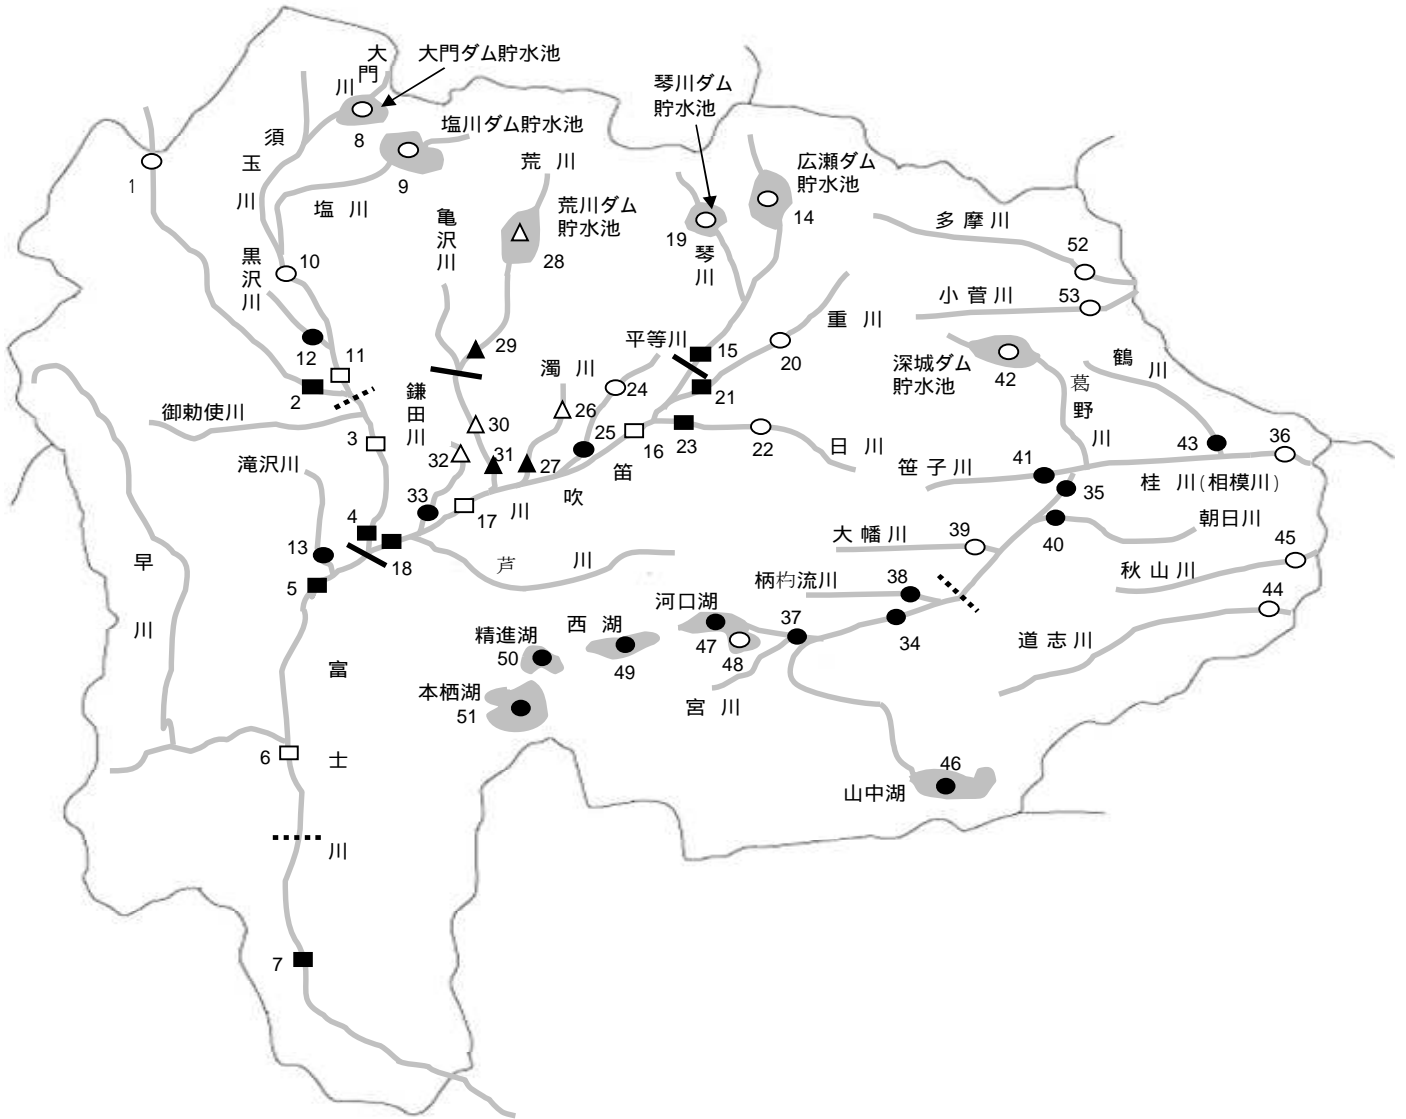 大門川
大門ダム貯水池
8
須玉川
塩川ダム貯水池
9
塩川
1
黒沢川
10
12
11
2
御勅使川
3
滝沢川
亀沢川
荒川
荒川ダム
貯水池
28
29
鎌田川
30
32
31
33
濁川
26
27
平等川
24
25
琴川ダム
貯水池
19
琴川
広瀬ダム
貯水池
14
15
重川
20
21
16
23
22
日川
笛吹川
17
4
18
13
5
芦川
早川
富士川
6
7
多摩川
52
小菅川
53
深城ダム
貯水池
42
葛野川
鶴川
43
36
桂川(相模川)
笹子川
41
35
朝日川
40
大幡川
39
秋山川
45
44
道志川
柄杓流川
38
34
37
河口湖
47
48
西湖
49
精進湖
50
本栖湖
51
宮川
46
山中湖